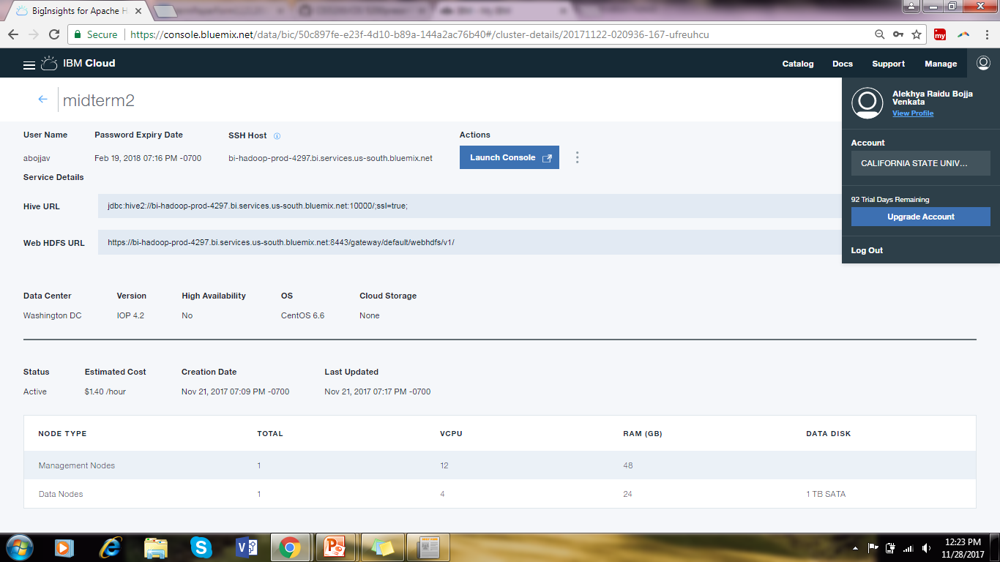 BigInsights for Apache H
Secure
https://console.bluemix.net/data/bic/50c897fe-e23f-4d10-b89a-144a2ac76b40#/cluster-details/20171122-020936-167-ufreuhcu
my
IBM Cloud
Catalog Docs Support Manage
midterm2
Alekhya Raidu Bojja
Venkata
View Profile
Account
CALIFORNIA STATE UNIV...
92 Trial Days Remaining
Upgrade Account
Log Out
User Name Password Expiry Date SSH Host Actions
abojjav Feb 19, 2018 07:16 PM -0700 bi-hadoop-prod-4297.bi.services.us-south.bluemix.net Launch Console
Service Details
Hive URL jdbc:hive2://bi-hadoop-prod-4297.bi.services.us-south.bluemix.net:10000/;ssl=true;
Web HDFS URL https://bi-hadoop-prod-4297.bi.services.us-south.bluemix.net:8443/gateway/default/webhdfs/v1/
Data Center Version High Availability OS Cloud Storage
Washington DC IOP 4.2 No CentOS 6.6 None
Status Estimated Cost Creation Date Last Updated
Active $1.40 /hour Nov 21, 2017 07:09 PM -0700 Nov 21, 2017 07:17 PM -0700
NODE TYPE TOTAL VCPU RAM (GB) DATA DISK
Management Nodes 1 12 48
Data Nodes 1 4 24 1 TB SATA
12:23 PM
11/28/2017